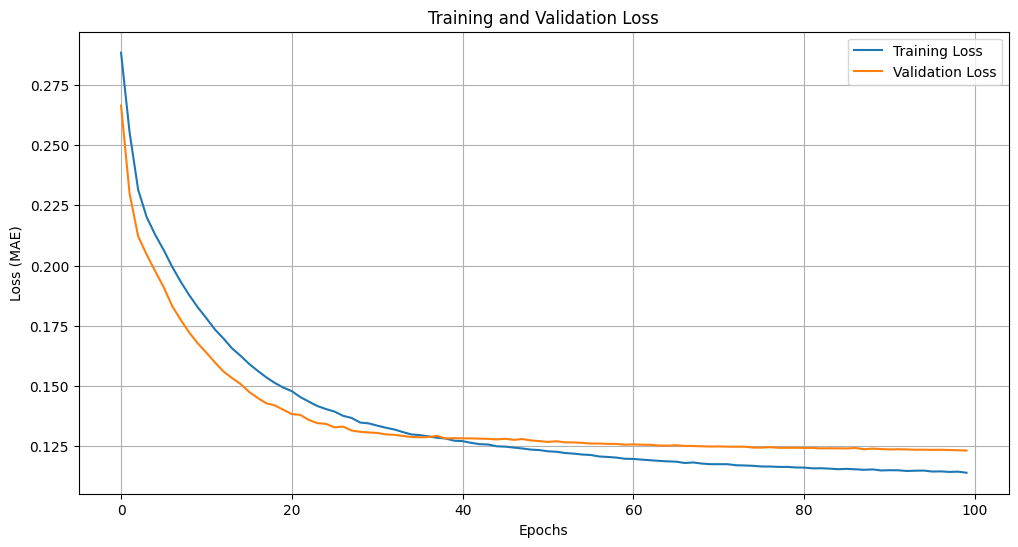 Training and Validation Loss
Training Loss
Validation Loss
Loss (MAE)
0.275
0.250
0.225
0.200
0.175
0.150
0.125
0
20
40
60
80
100
Epochs